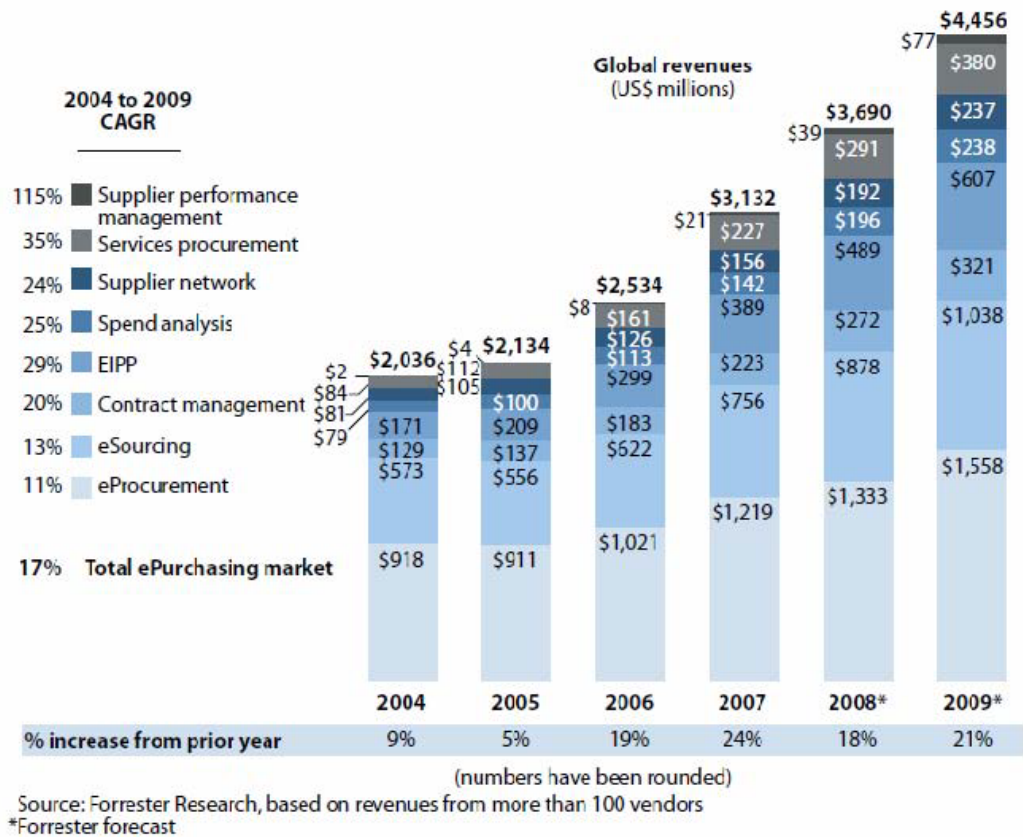 Global revenues
(US$ millions)
2004 to 2009
CAGR
115% Supplier performance
management
35% Services procurement
24% Supplier network
25% Spend analysis
29% EIPP
20% Contract management
13% eSourcing
11% eProcurement
17% Total ePurchasing market
$2,036
$2
$84
$81
$79
$171
$129
$573
$918
$2,134
$4
$112
$105
$100
$209
$137
$556
$911
$2,534
$8
$161
$126
$113
$299
$183
$622
$1,021
$3,132
$21
$227
$156
$142
$389
$223
$756
$1,219
$3,690
$39
$291
$192
$196
$489
$272
$878
$1,333
$4,456
$77
$380
$237
$238
$607
$321
$1,038
$1,558
2004 2005 2006 2007 2008* 2009*
% increase from prior year 9% 5% 19% 24% 18% 21%
(numbers have been rounded)
Source: Forrester Research, based on revenues from more than 100 vendors
*Forrester forecast